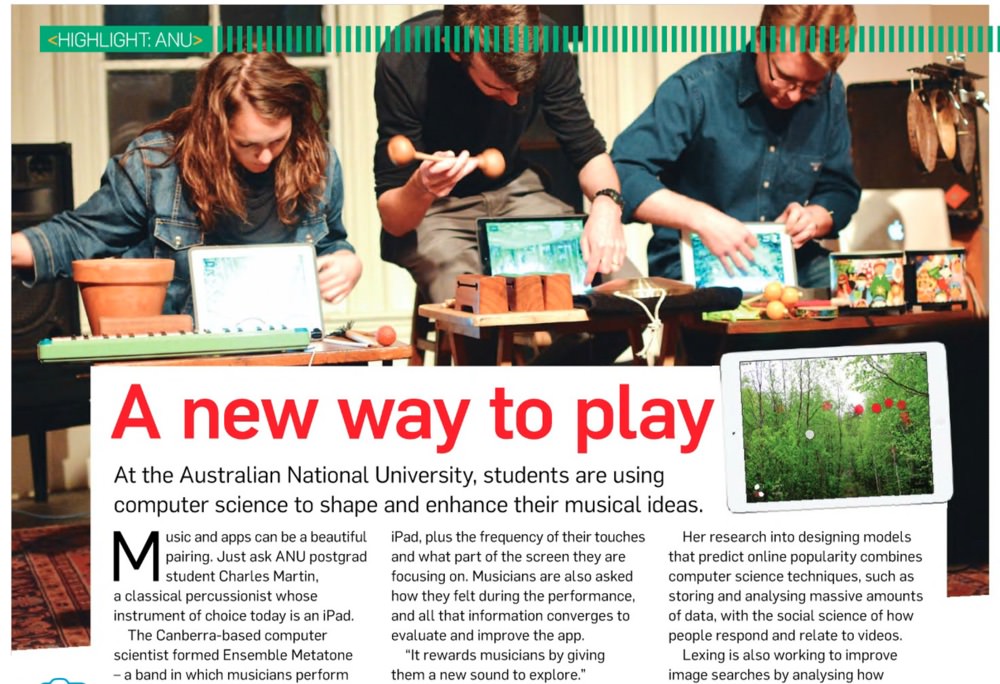 <HIGHLIGHT: ANU>
A new way to play
At the Australian National University, students are using
computer science to shape and enhance their musical ideas.
Music and apps can be a beautiful
pairing. Just ask ANU postgrad
student Charles Martin,
a classical percussionist whose
instrument of choice today is an iPad.
The Canberra-based computer
scientist formed Ensemble Metatone
– a band in which musicians perform
iPad, plus the frequency of their touches
and what part of the screen they are
focusing on. Musicians are also asked
how they felt during the performance,
and all that information converges to
evaluate and improve the app.
“It rewards musicians by giving
them a new sound to explore.”
Her research into designing models
that predict online popularity combines
computer science techniques, such as
storing and analysing massive amounts
of data, with the social science of how
people respond and relate to videos.
Lexing is also working to improve
image searches by analysing how